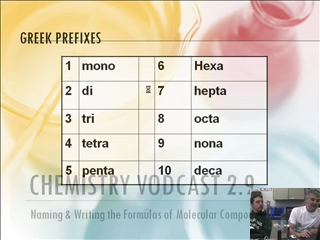 GREEK PREFIXES
1 mono 6 Hexa
2 di 7 hepta
3 tri 8 octa
4 tetra 9 nona
5 penta 10 deca
CHEMISTRY VODCAST 2.9
Naming & Writing the Formulas of Molecular